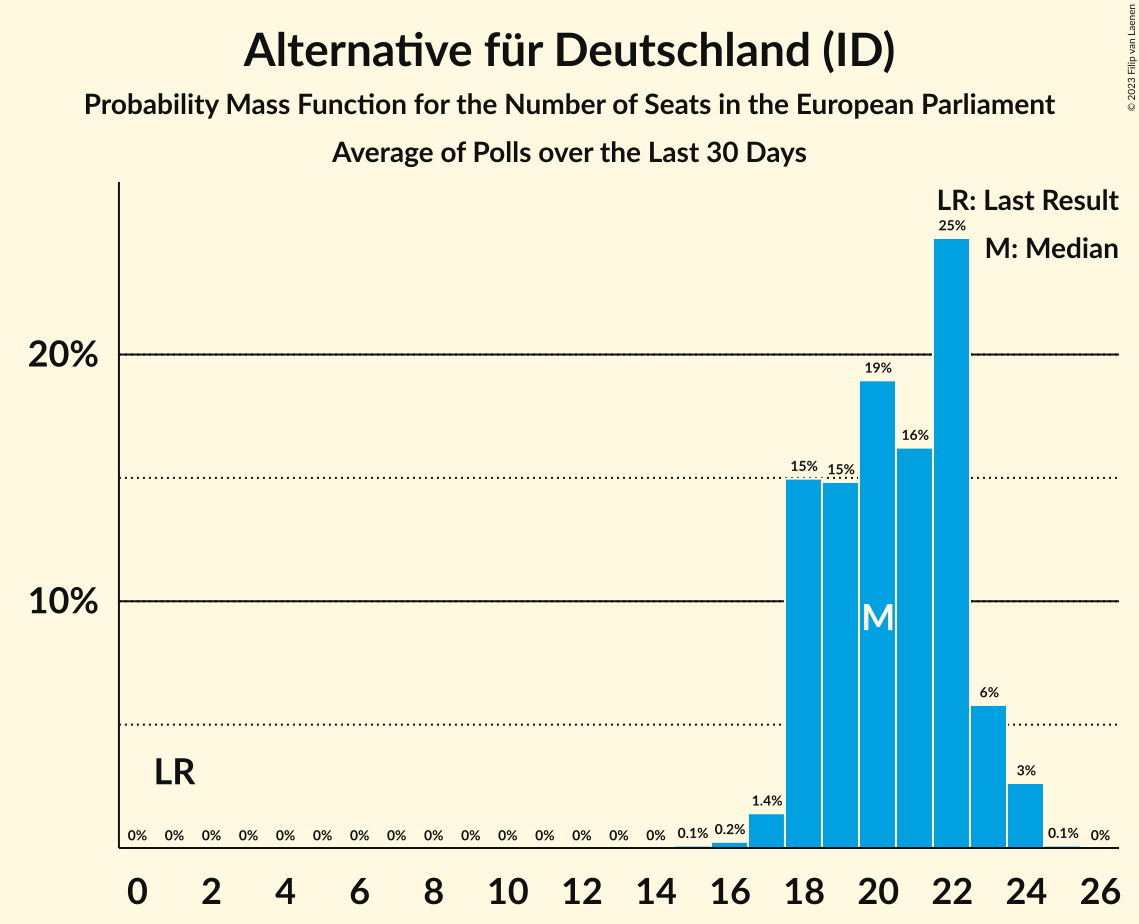 Alternative für Deutschland (ID)
Probability Mass Function for the Number of Seats in the European Parliament
Average of Polls over the Last 30 Days
© 2023 Filip van Laenen
LR: Last Result
M: Median
25%
20%
19%
16%
15% 15%
10%
M
6%
LR
3%
1.4%
0% 0% 0% 0% 0% 0% 0% 0% 0% 0% 0% 0% 0% 0% 0% 0.1% 0.2% 0.1% 0%
0 2 4 6 8 10 12 14 16 18 20 22 24 26